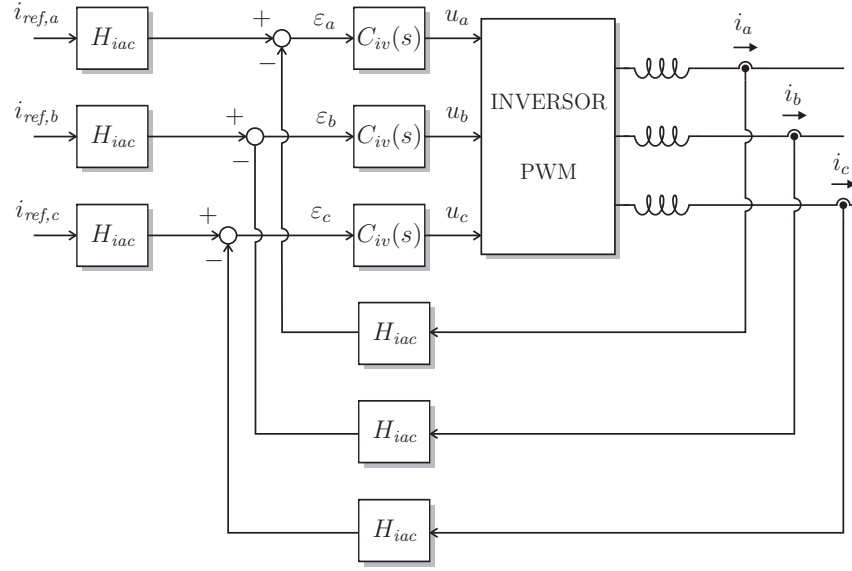 i_{ref,a} H_{iac} + − ε_a C_{iv}(s) u_a i_a
i_{ref,b} H_{iac} + − ε_b C_{iv}(s) u_b INVERSOR i_b
PWM
i_{ref,c} H_{iac} + − ε_c C_{iv}(s) u_c i_c
H_{iac}
H_{iac}
H_{iac}